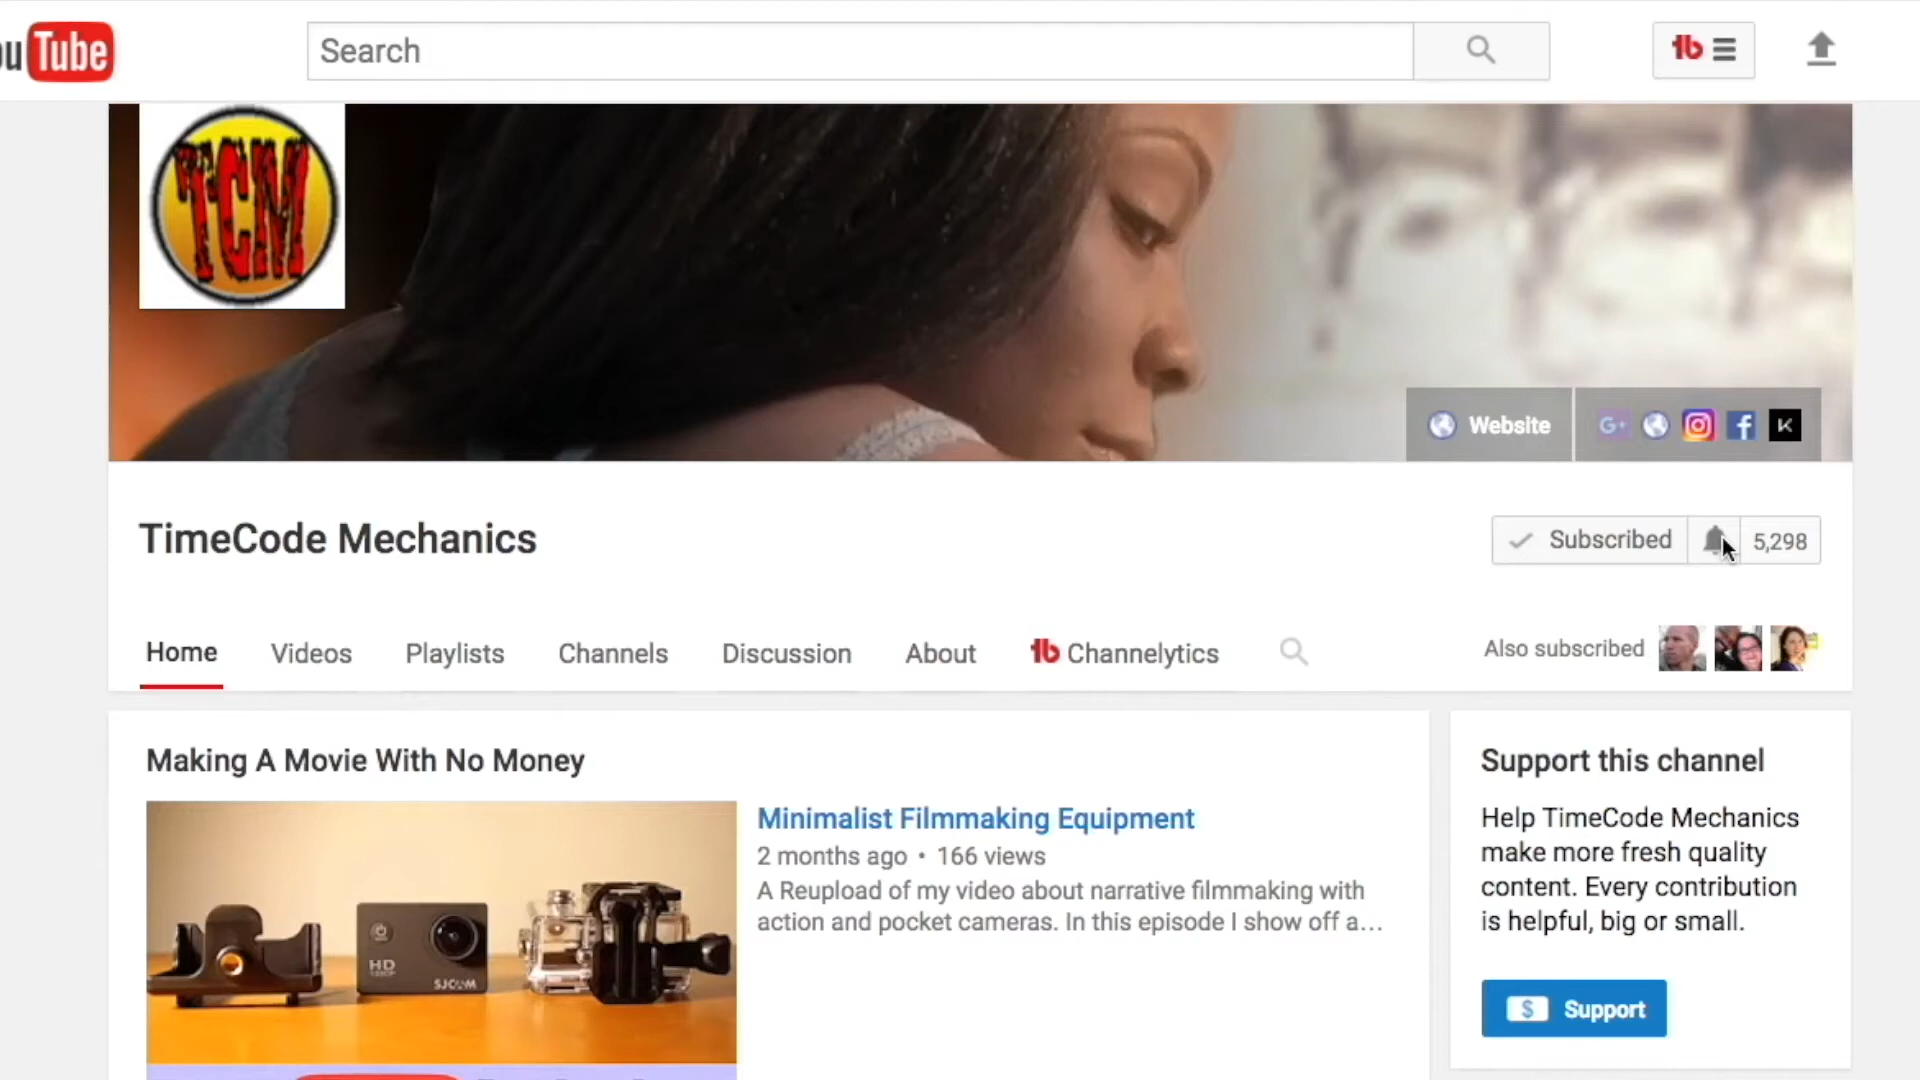 ouTube
Search
tb
TCM
Website
G+
f
K
TimeCode Mechanics
Subscribed
5,298
Home
Videos
Playlists
Channels
Discussion
About
tb Channelytics
Also subscribed
Making A Movie With No Money
Minimalist Filmmaking Equipment
2 months ago • 166 views
A Reupload of my video about narrative filmmaking with
action and pocket cameras. In this episode I show off a...
HD
SJCAM
Support this channel
Help TimeCode Mechanics
make more fresh quality
content. Every contribution
is helpful, big or small.
$ Support